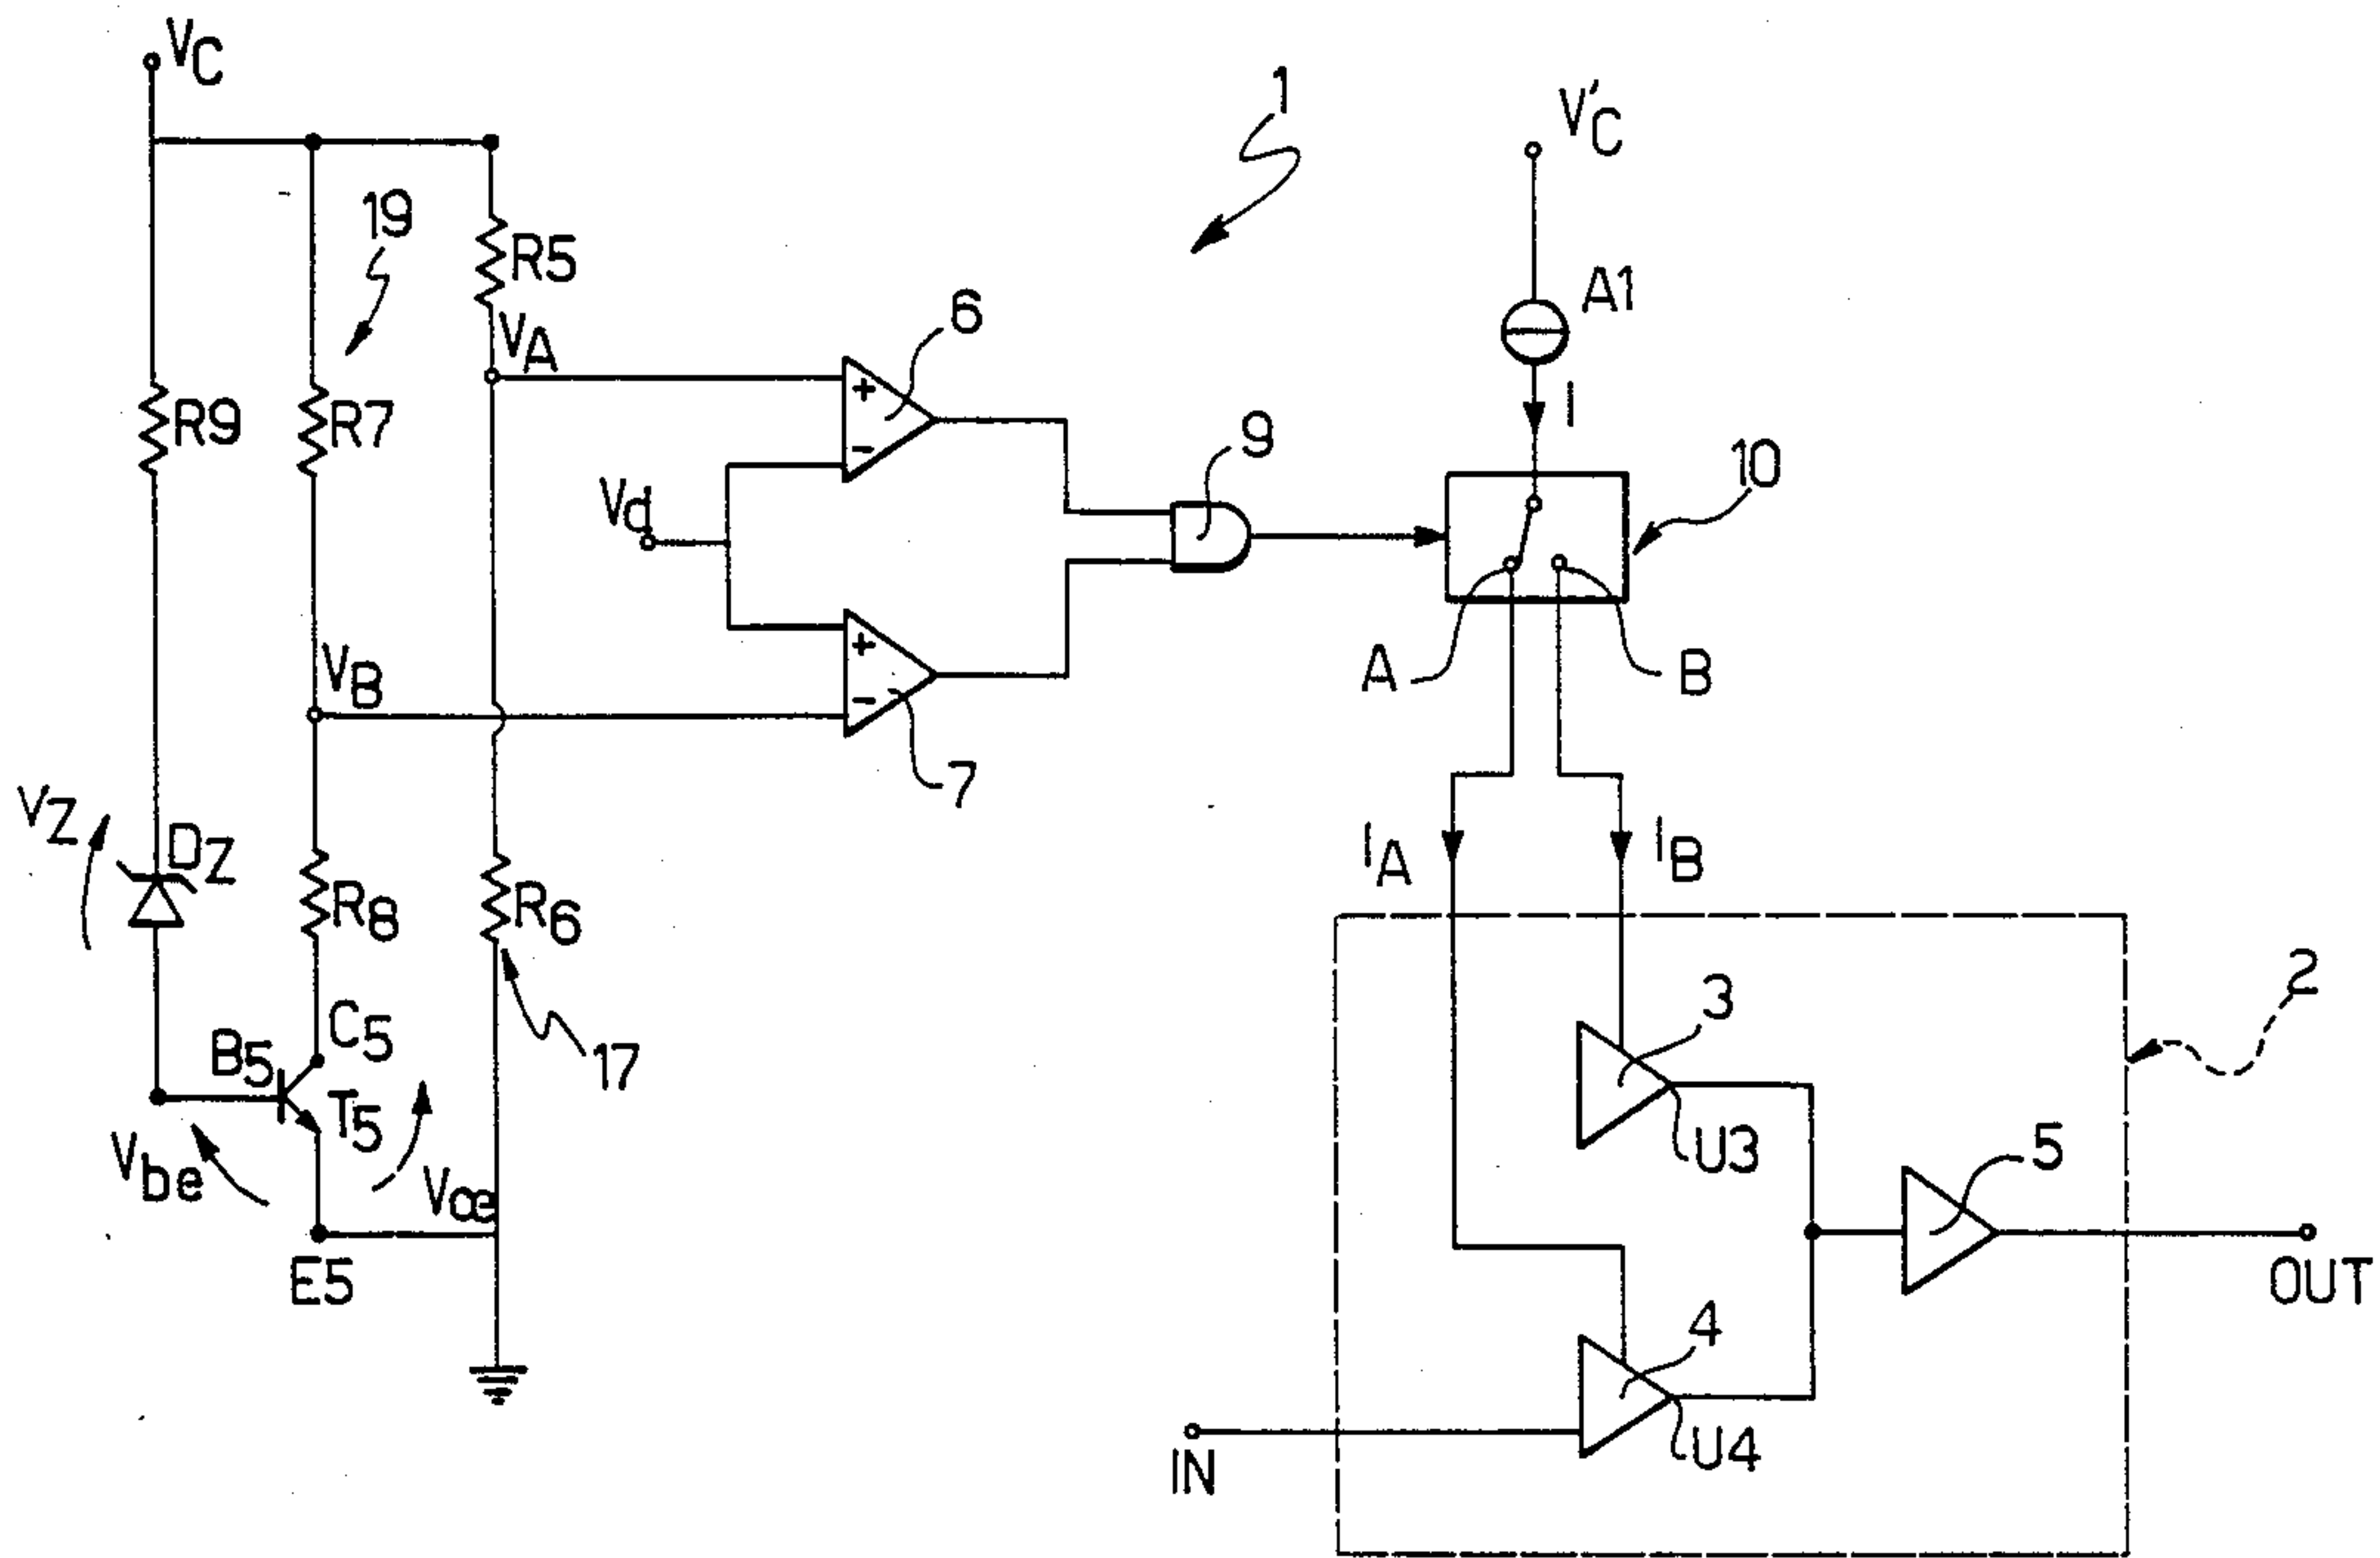 VC
1
V'C
19
R5
A1
6
VA
I
R9
R7
+
9
-
10
Vd
+
VB
A
B
-
7
VZ
DZ
IA
IB
R8
R6
2
3
C5
B5
17
T5
U3
5
Vbe
Vce
E5
OUT
4
U4
IN